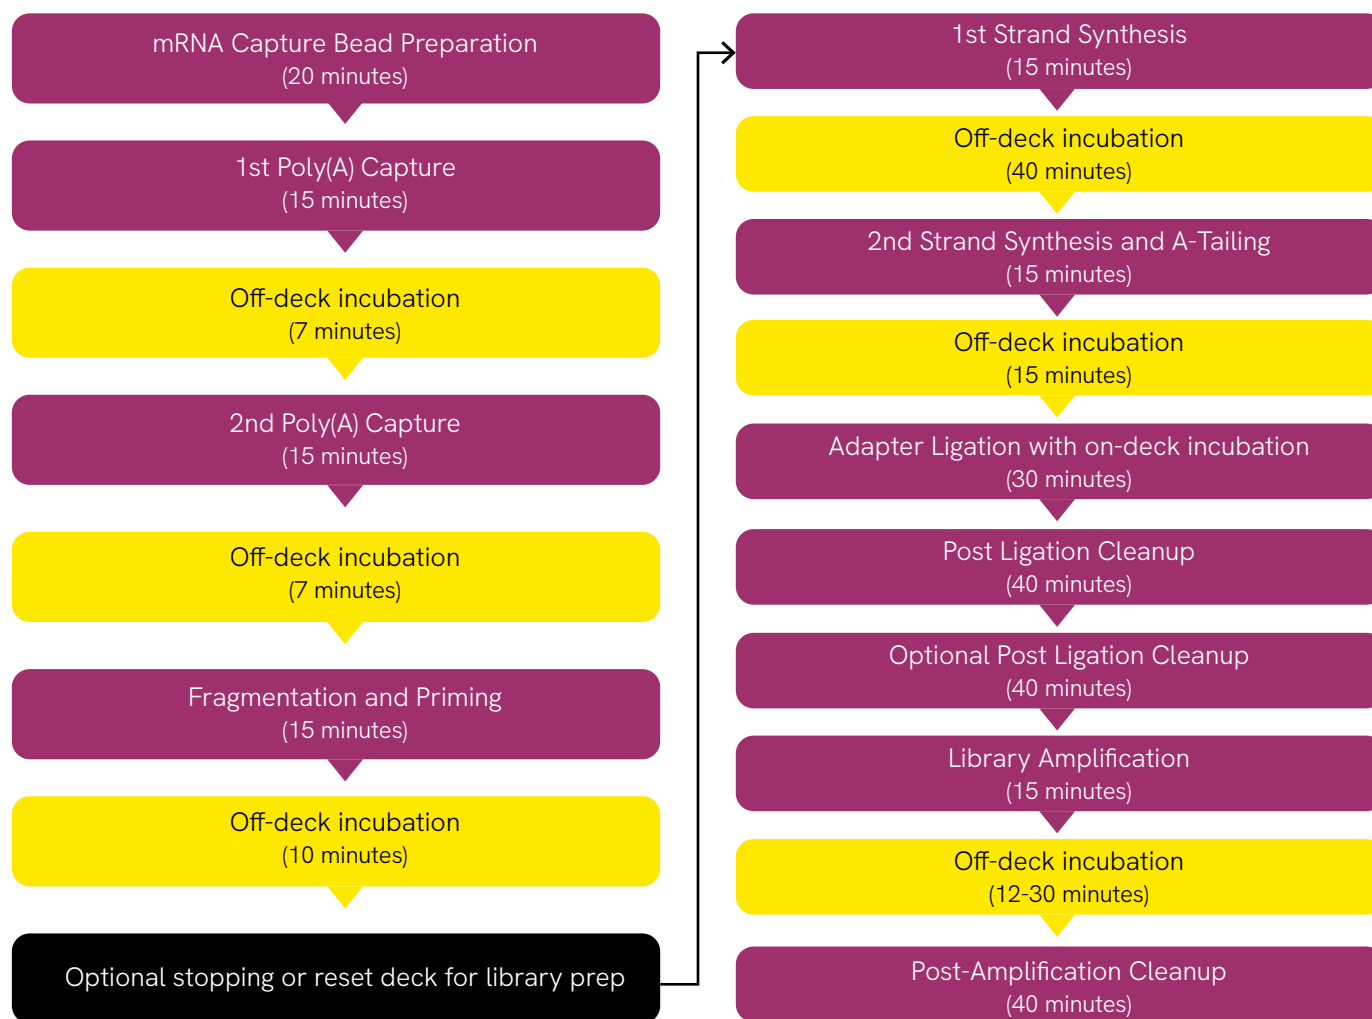 mRNA Capture Bead Preparation
(20 minutes)
1st Poly(A) Capture
(15 minutes)
Off-deck incubation
(7 minutes)
2nd Poly(A) Capture
(15 minutes)
Off-deck incubation
(7 minutes)
Fragmentation and Priming
(15 minutes)
Off-deck incubation
(10 minutes)
Optional stopping or reset deck for library prep
1st Strand Synthesis
(15 minutes)
Off-deck incubation
(40 minutes)
2nd Strand Synthesis and A-Tailing
(15 minutes)
Off-deck incubation
(15 minutes)
Adapter Ligation with on-deck incubation
(30 minutes)
Post Ligation Cleanup
(40 minutes)
Optional Post Ligation Cleanup
(40 minutes)
Library Amplification
(15 minutes)
Off-deck incubation
(12-30 minutes)
Post-Amplification Cleanup
(40 minutes)